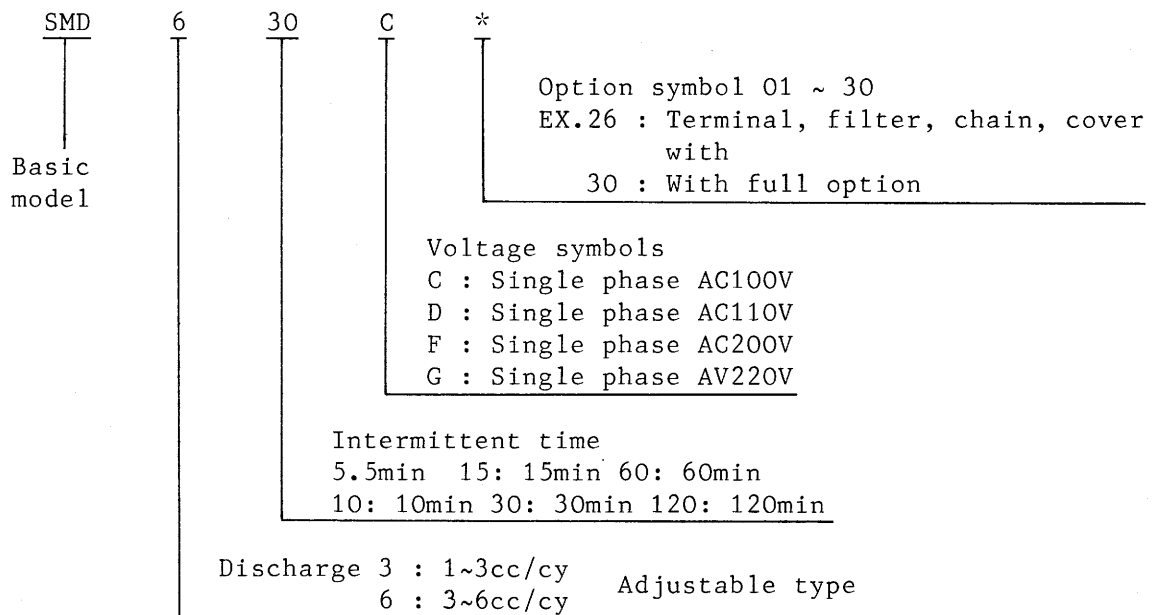 SMD 6 30 C *
Option symbol 01 ~ 30
EX.26 : Terminal, filter, chain, cover
with
30 : With full option
Basic
model
Voltage symbols
C : Single phase AC100V
D : Single phase AC110V
F : Single phase AC200V
G : Single phase AV220V
Intermittent time
5.5min 15: 15min 60: 60min
10: 10min 30: 30min 120: 120min
Discharge 3 : 1~3cc/cy
Adjustable type
6 : 3~6cc/cy